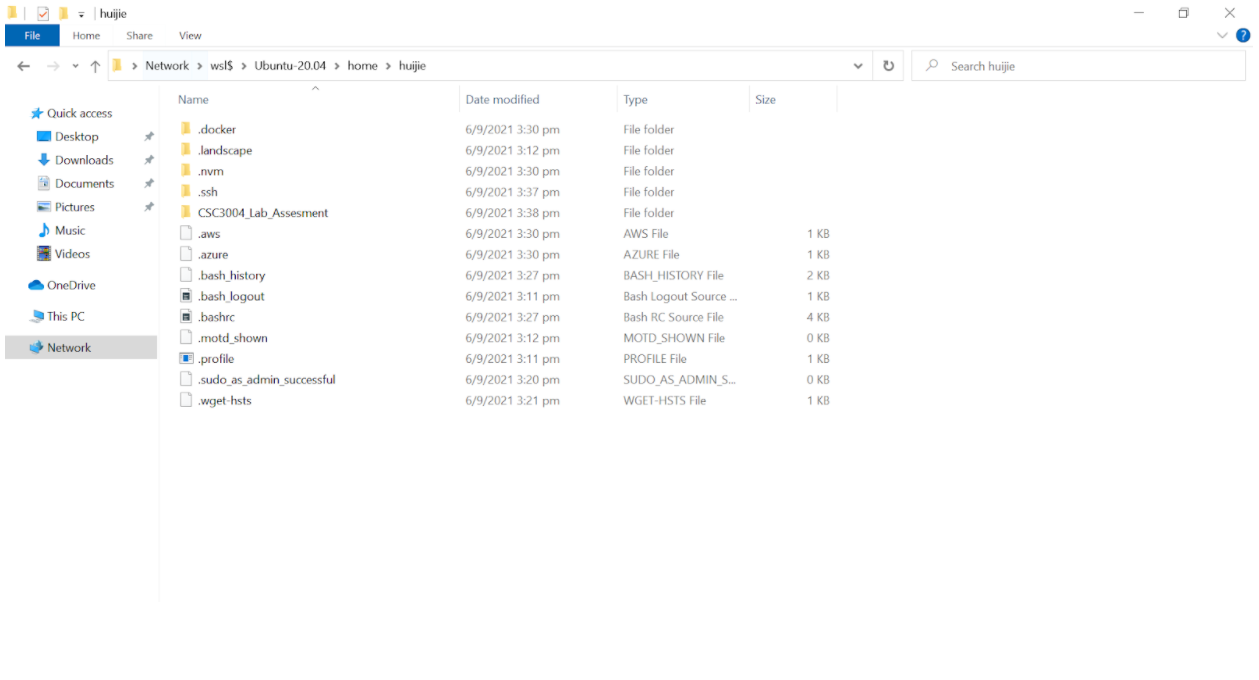 huijie
File Home Share View
Network > wsl$ > Ubuntu-20.04 > home > huijie Search huijie
Name Date modified Type Size
Quick access
Desktop
Downloads
Documents
Pictures
Music
Videos
OneDrive
This PC
Network
.docker 6/9/2021 3:30 pm File folder
.landscape 6/9/2021 3:12 pm File folder
.nvm 6/9/2021 3:30 pm File folder
.ssh 6/9/2021 3:37 pm File folder
CSC3004_Lab_Assesment 6/9/2021 3:38 pm File folder
.aws 6/9/2021 3:30 pm AWS File 1 KB
.azure 6/9/2021 3:30 pm AZURE File 1 KB
.bash_history 6/9/2021 3:27 pm BASH_HISTORY File 2 KB
.bash_logout 6/9/2021 3:11 pm Bash Logout Source ... 1 KB
.bashrc 6/9/2021 3:27 pm Bash RC Source File 4 KB
.motd_shown 6/9/2021 3:12 pm MOTD_SHOWN File 0 KB
.profile 6/9/2021 3:11 pm PROFILE File 1 KB
.sudo_as_admin_successful 6/9/2021 3:20 pm SUDO_AS_ADMIN_S... 0 KB
.wget-hsts 6/9/2021 3:21 pm WGET-HSTS File 1 KB